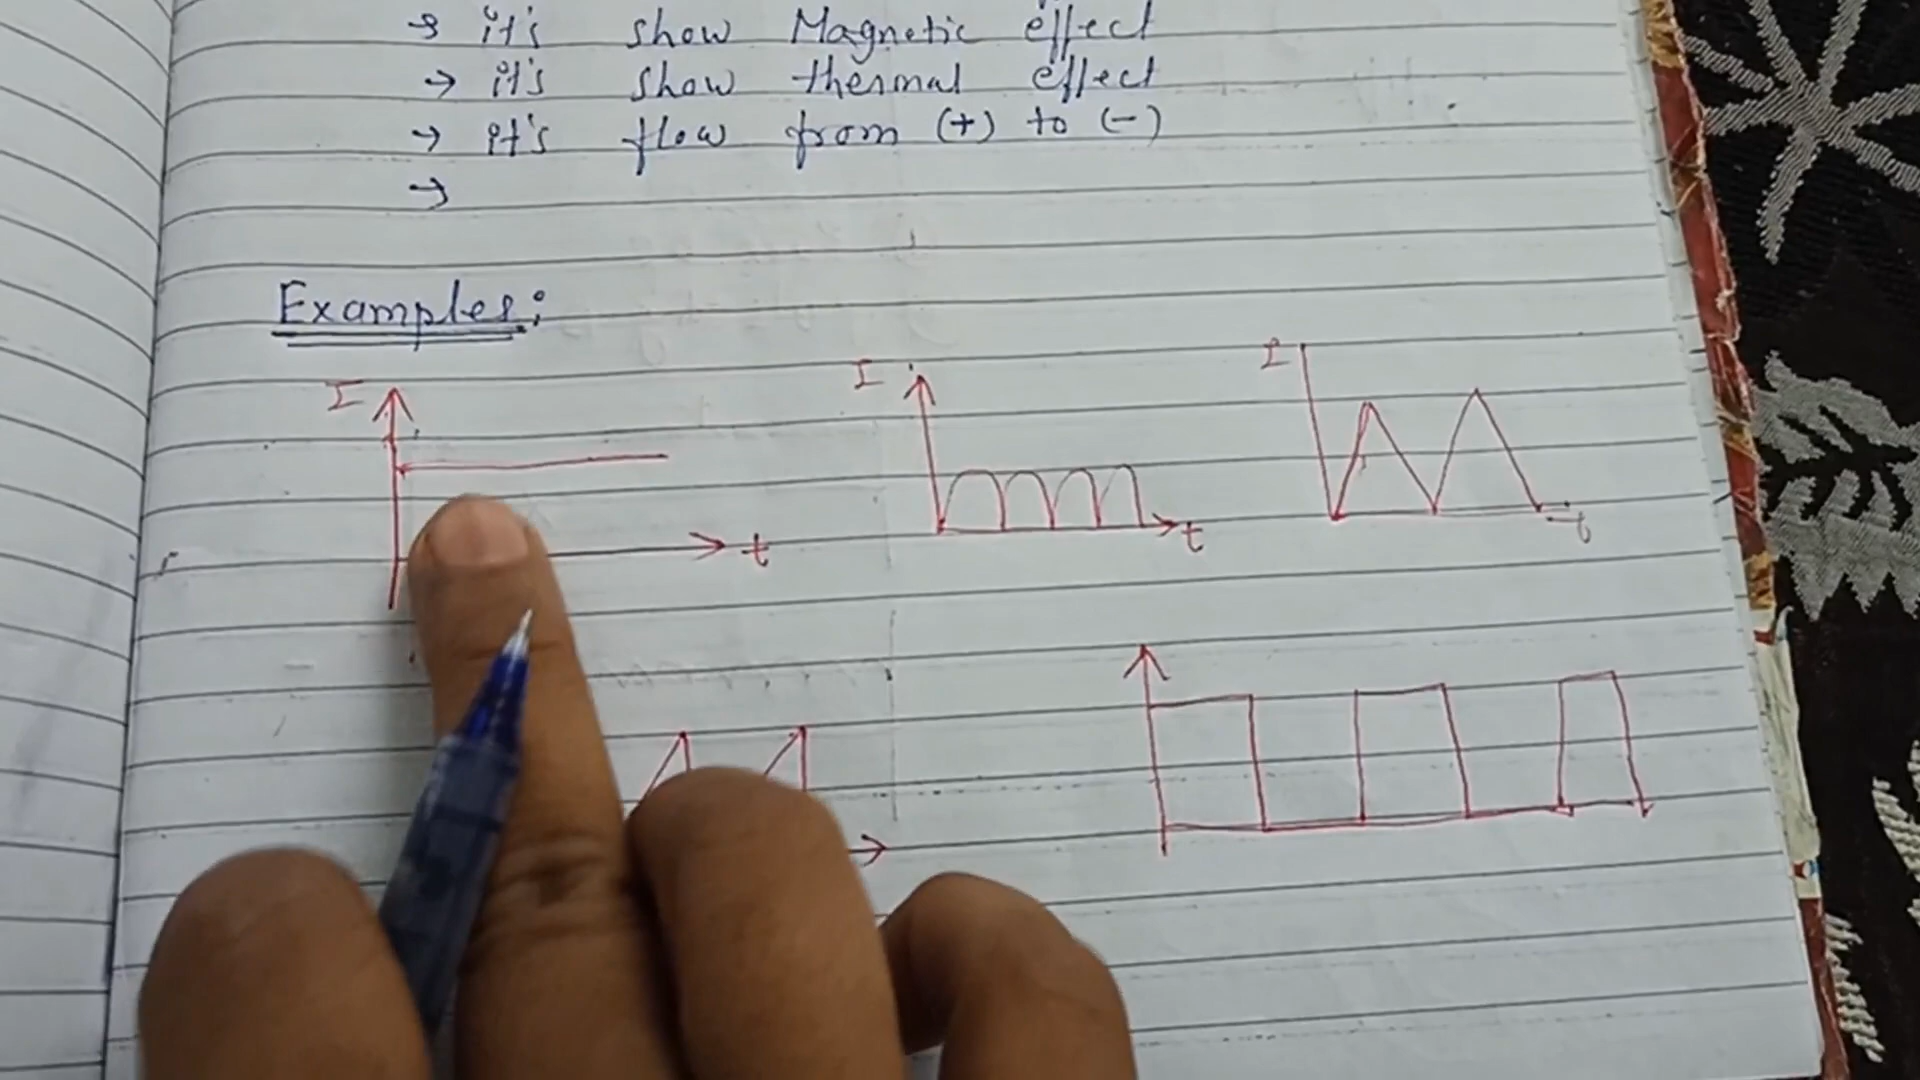 → it's show Magnetic effect
→ it's show thermal effect
→ it's flow from (+) to (-)
→
Examples:
I
I
I
t
t
t